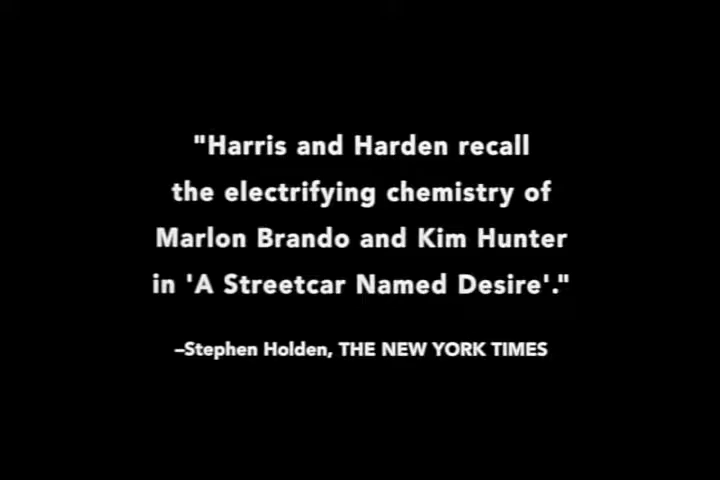 "Harris and Harden recall
the electrifying chemistry of
Marlon Brando and Kim Hunter
in 'A Streetcar Named Desire'."
–Stephen Holden, THE NEW YORK TIMES